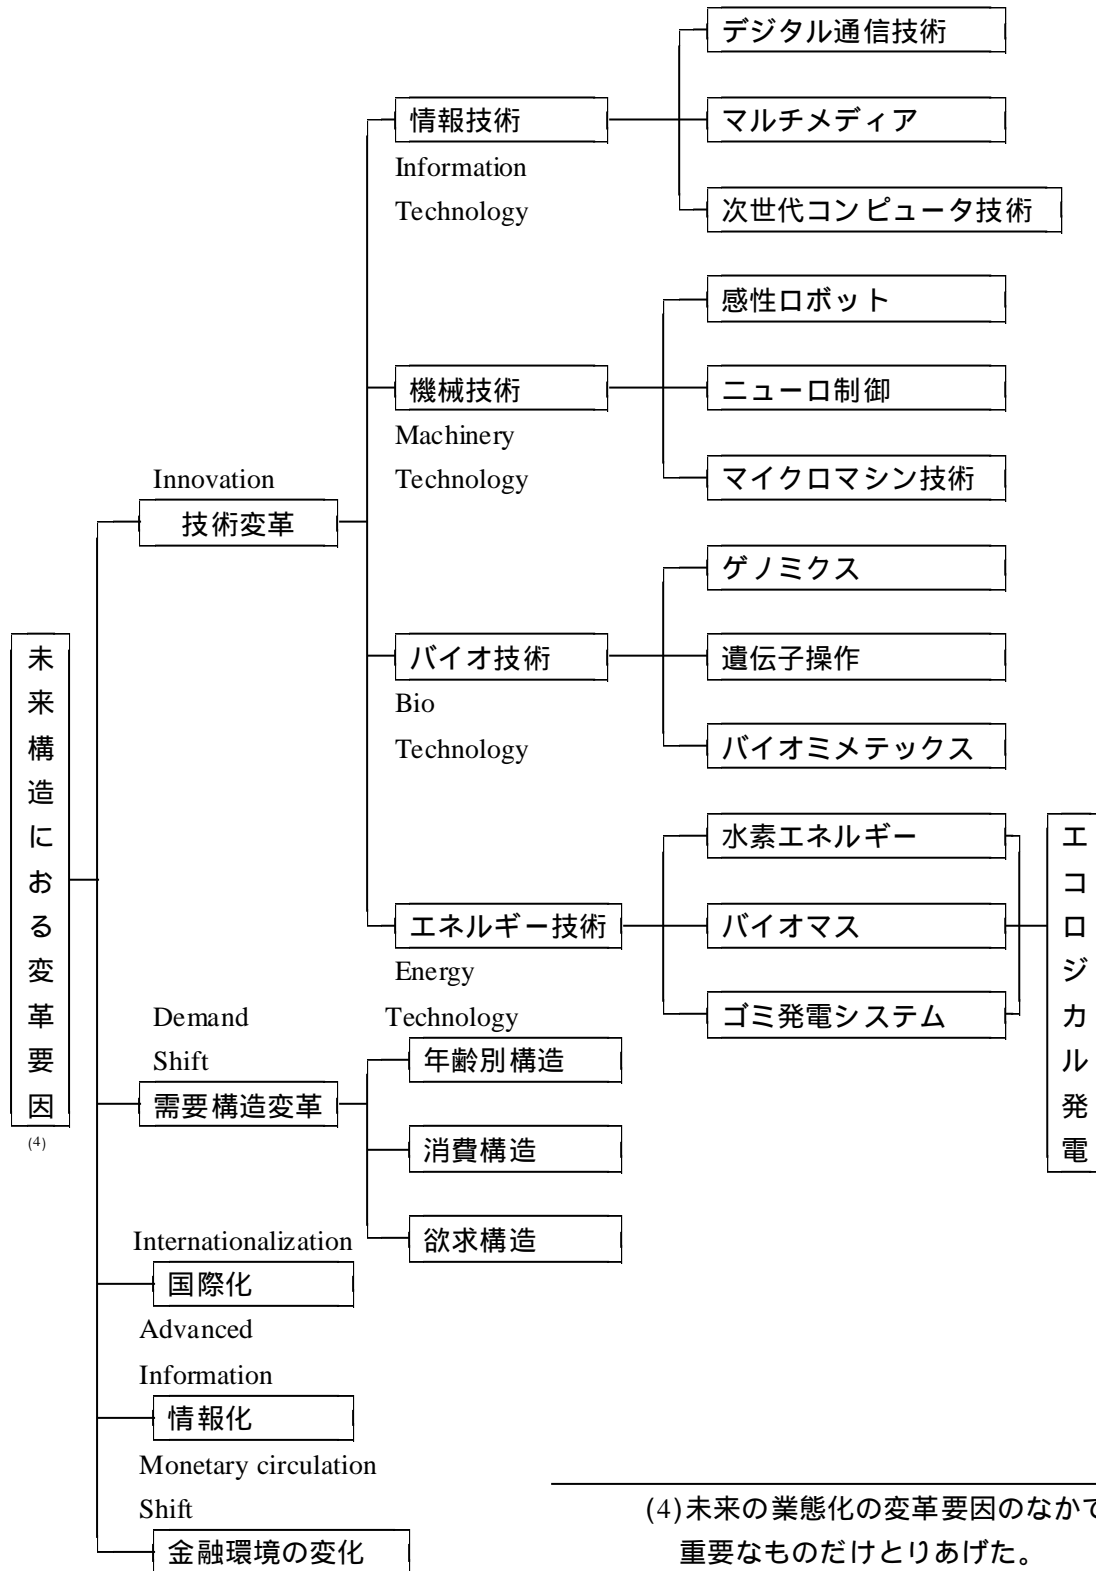 デジタル通信技術
情報技術
マルチメディア
Information
Technology
次世代コンピュータ技術
感性ロボット
機械技術
ニューロ制御
Machinery
Technology
マイクロマシン技術
Innovation
技術変革
ゲノミクス
バイオ技術
遺伝子操作
Bio
Technology
バイオミメテックス
未来構造におる変革要因
(4)
水素エネルギー
エネルギー技術
バイオマス
Energy
Technology
ゴミ発電システム
エコロジカル発電
Demand
Shift
需要構造変革
年齢別構造
消費構造
欲求構造
Internationalization
国際化
Advanced
Information
情報化
Monetary circulation
Shift
金融環境の変化
(4)未来の業態化の変革要因のなかで
重要なものだけとりあげた。